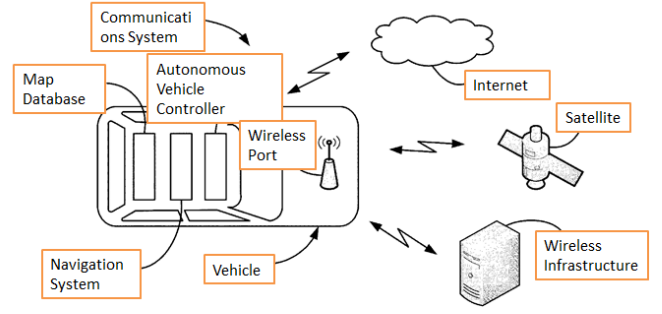 Communicati
ons System
Autonomous
Vehicle
Controller
Map
Database
Wireless
Port
Internet
Satellite
Navigation
System
Vehicle
Wireless
Infrastructure